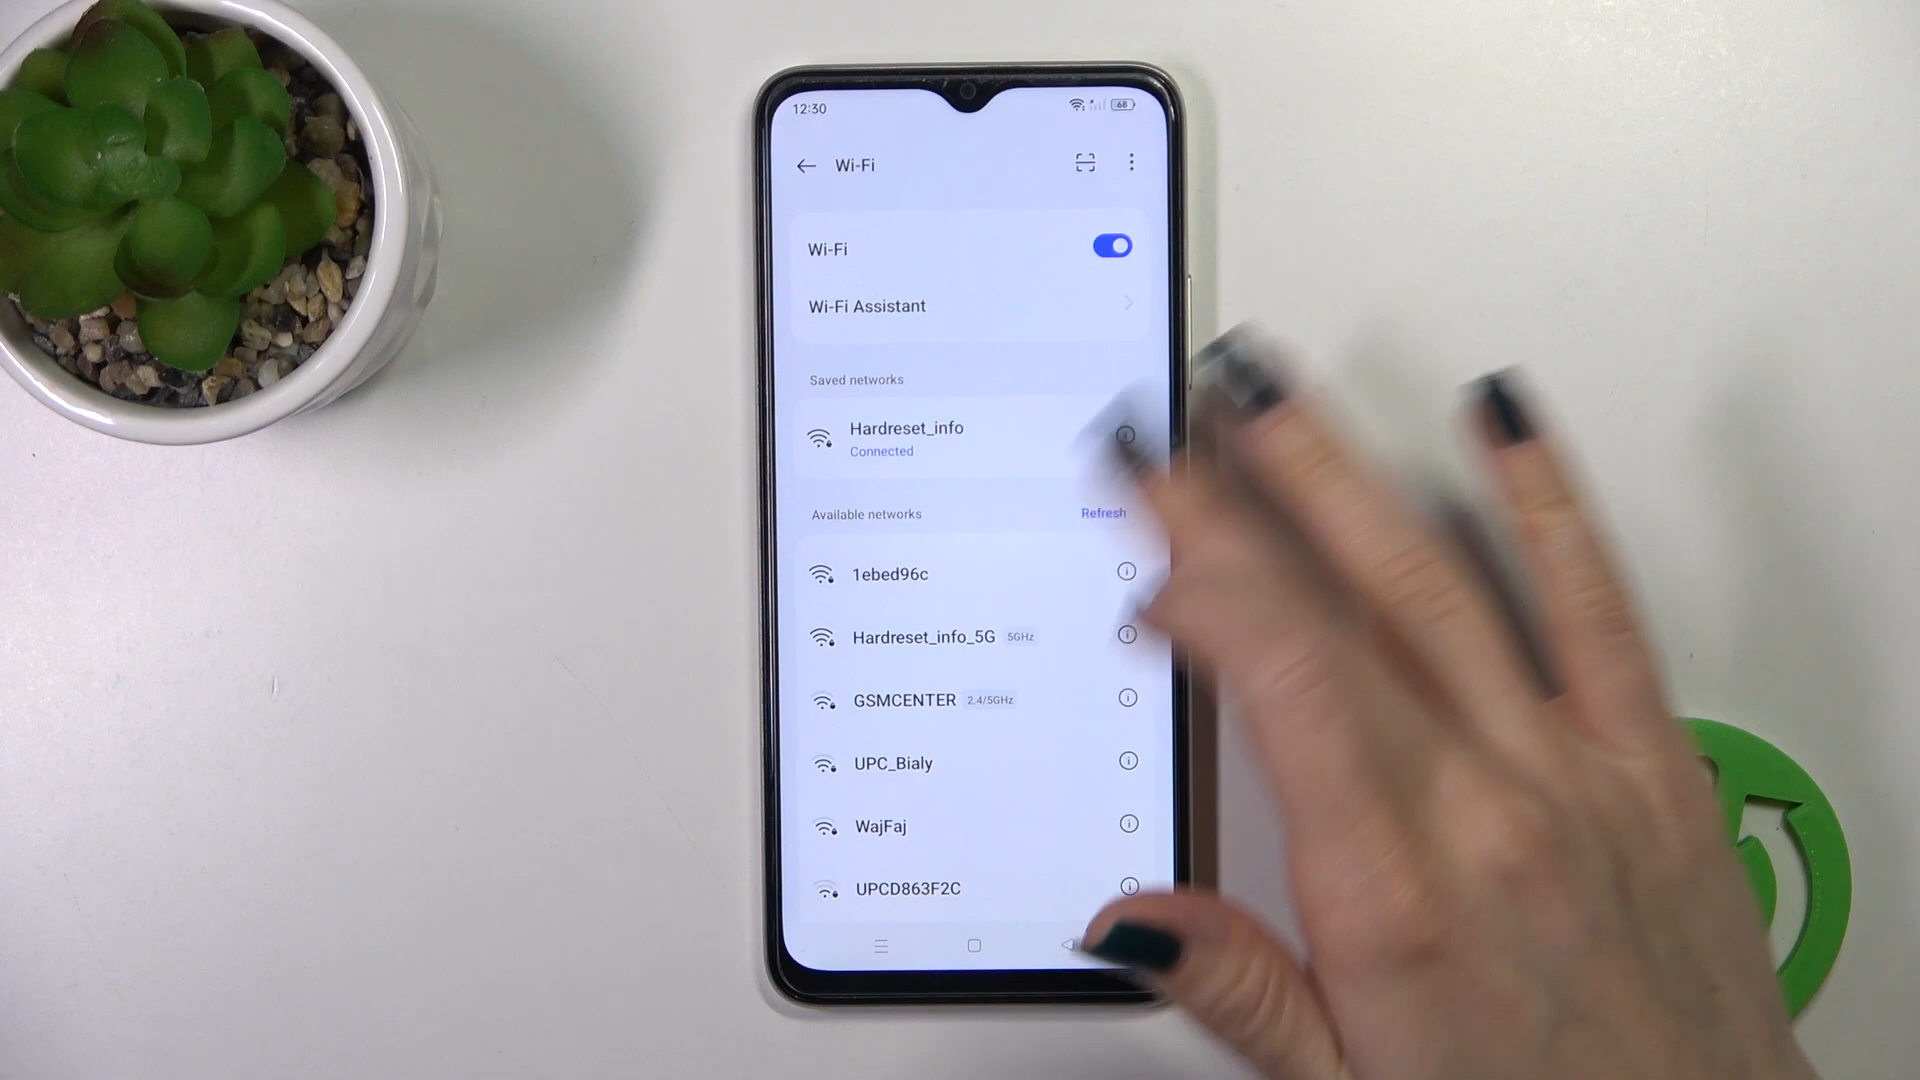 12:30
68
Wi-Fi
Wi-Fi
Wi-Fi Assistant
Saved networks
Hardreset_info
Connected
Available networks Refresh
1ebed96c
Hardreset_info_5G 5GHz
GSMCENTER 2.4/5GHz
UPC_Bialy
WajFaj
UPCD863F2C